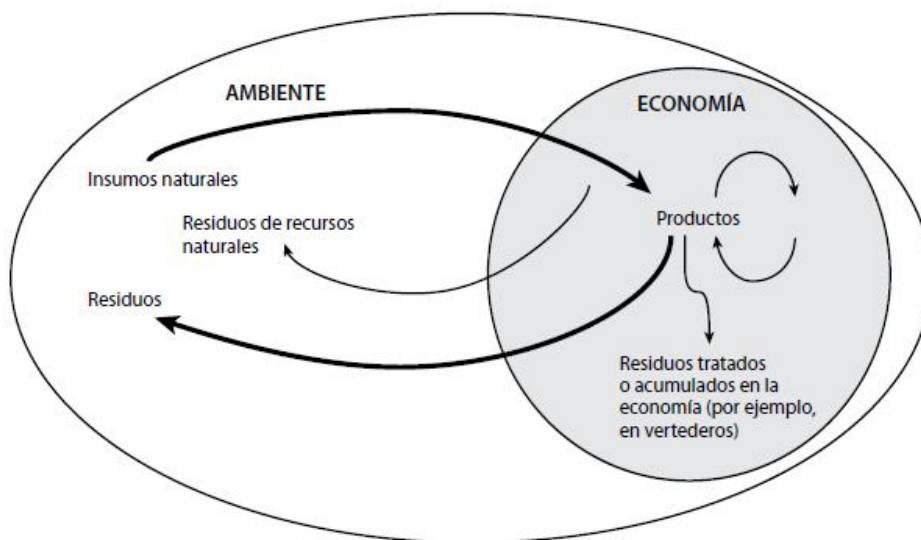 AMBIENTE
ECONOMÍA
Insumos naturales
Residuos de recursos
naturales
Productos
Residuos
Residuos tratados
o acumulados en la
economía (por ejemplo,
en vertederos)